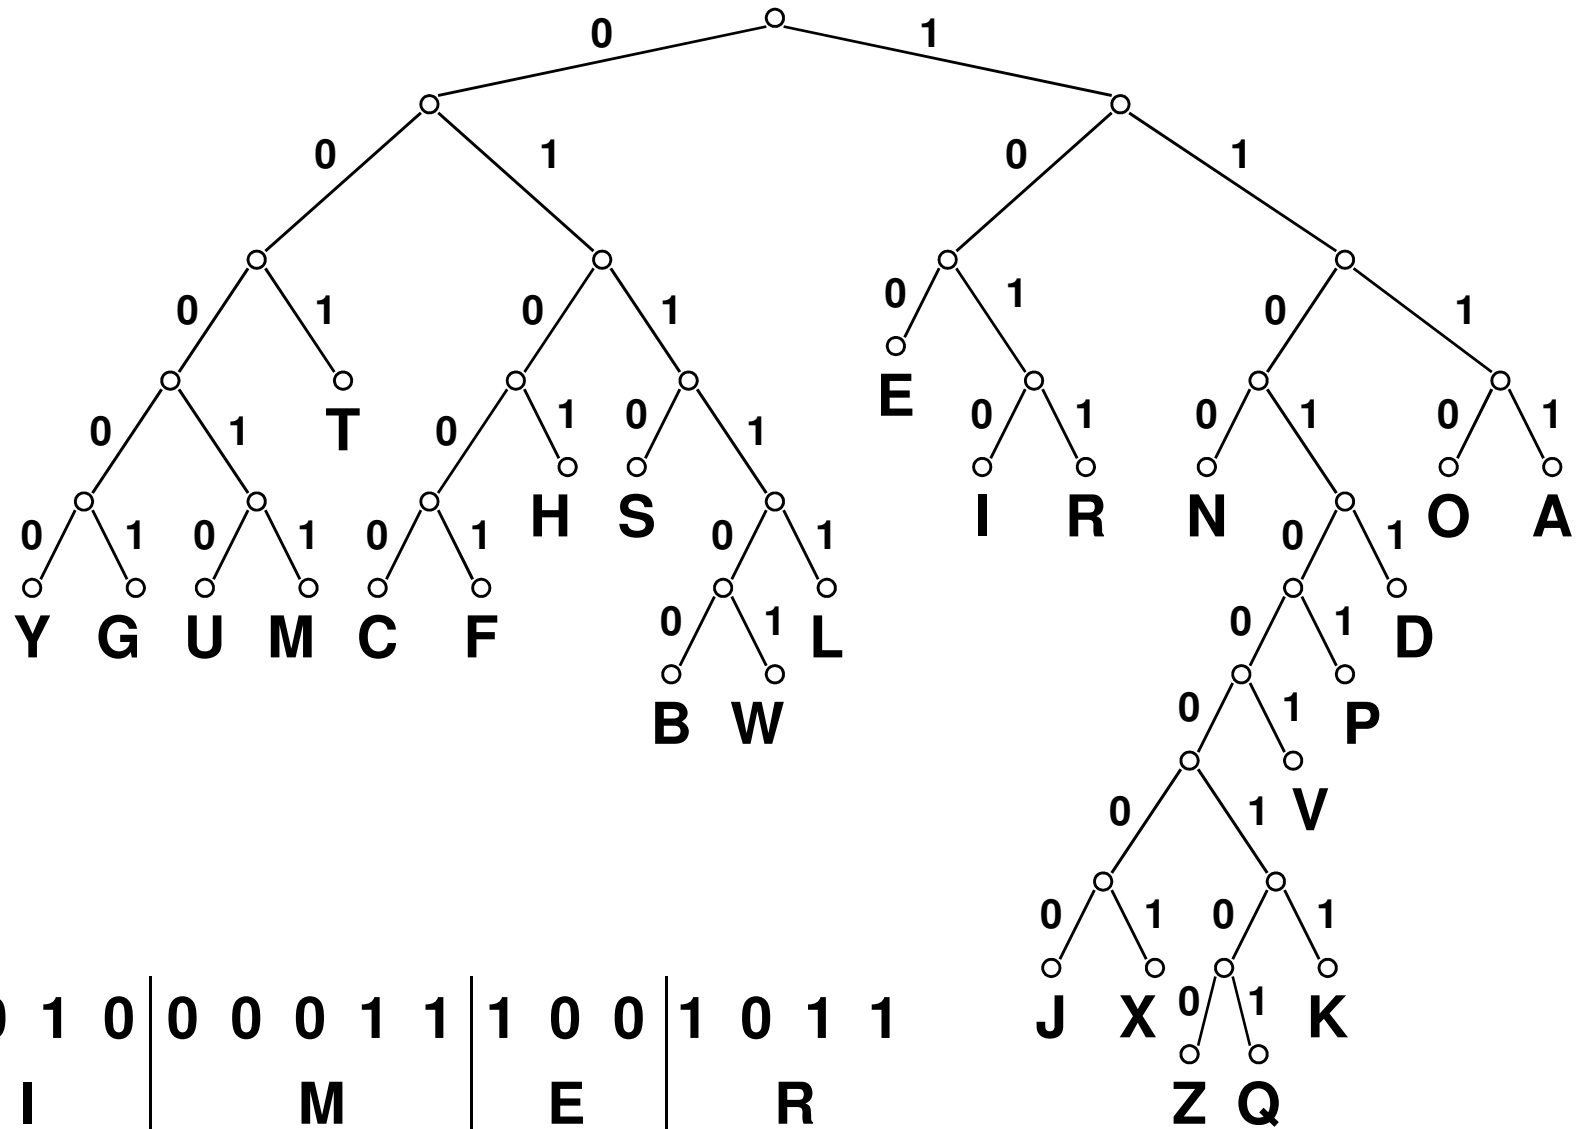 0 1
0 1 0 1
0 1 0 1 0 1 0 1
E
0 1 T 0 1 0 1 0 1 0 1 0 1
H S I R N O A
0 1 0 1 0 1 0 1 0 1
Y G U M C F L D
0 1 0 1
B W P
0 1
V
0 1
0 1 0 1
J X K
0 1
Z Q
0 1 0 0 0 0 1 1 1 0 0 1 0 1 1
I M E R